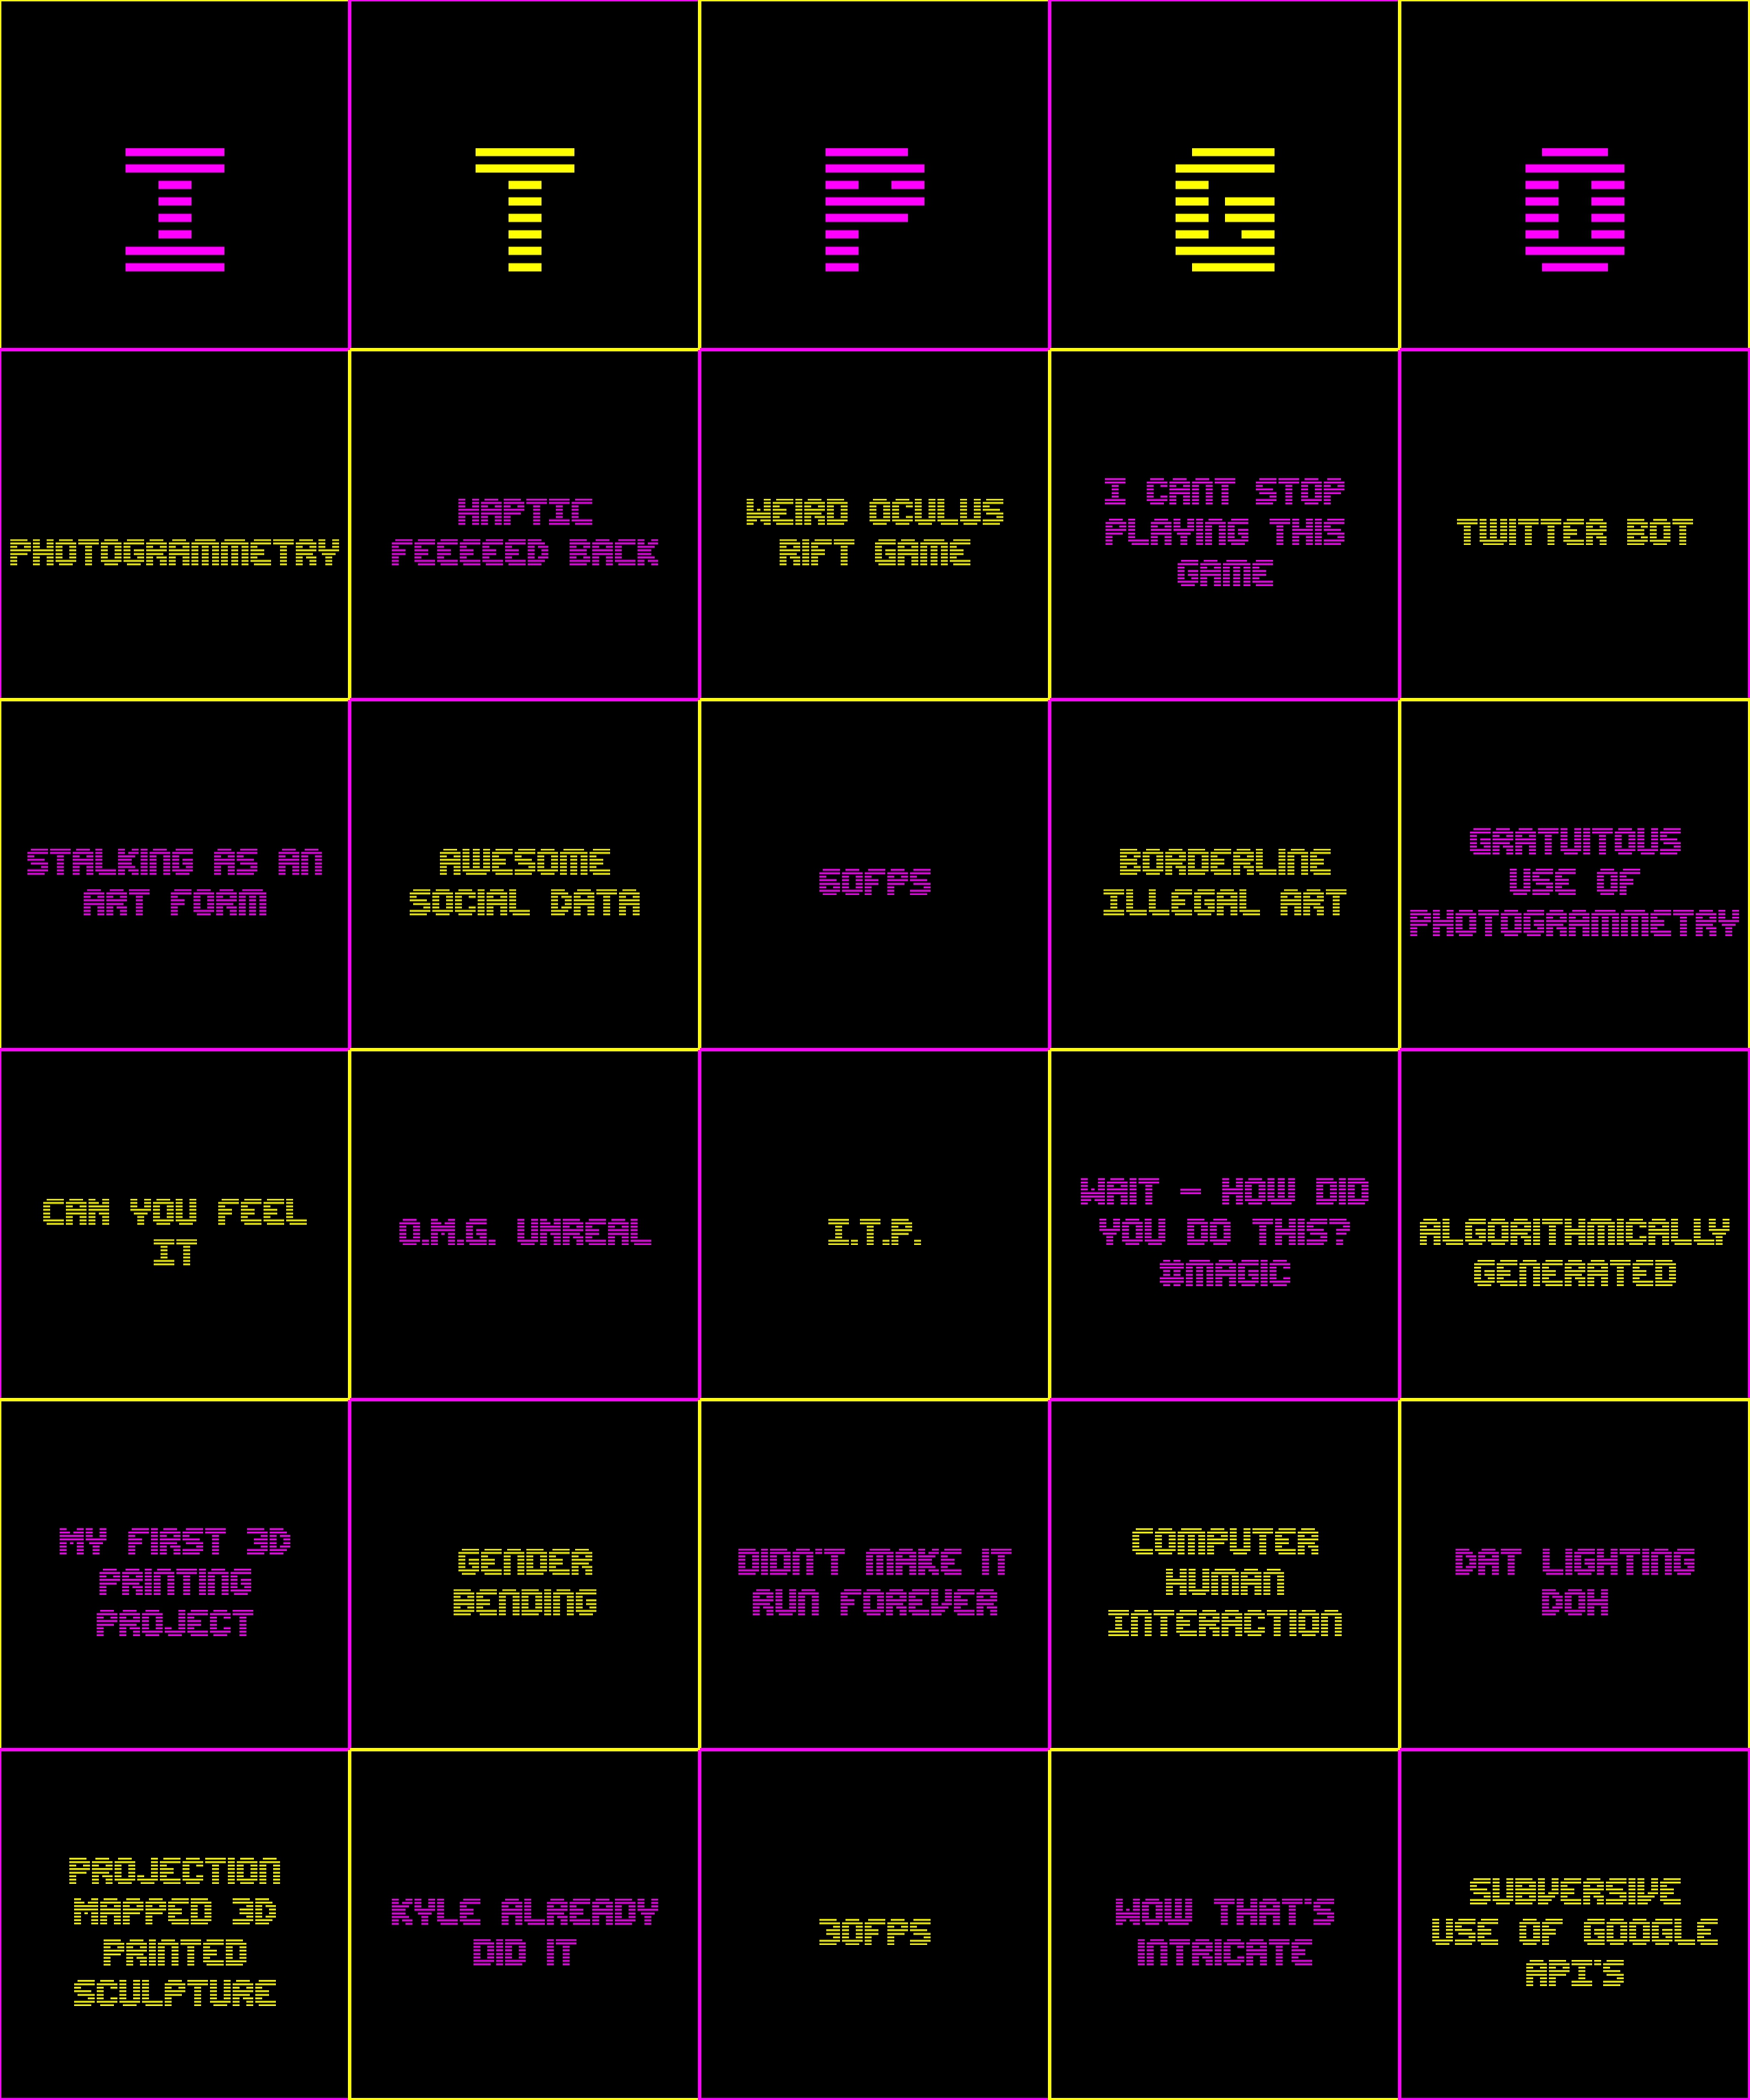 I
T
P
G
O
PHOTOGRAMMETRY
HAPTIC
FEEEEED BACK
WEIRD OCULUS
RIFT GAME
I CANT STOP
PLAYING THIS
GAME
TWITTER BOT
STALKING AS AN
ART FORM
AWESOME
SOCIAL DATA
60FPS
BORDERLINE
ILLEGAL ART
GRATUITOUS
USE OF
PHOTOGRAMMETRY
CAN YOU FEEL
IT
O.M.G. UNREAL
I.T.P.
WAIT - HOW DID
YOU DO THIS?
#MAGIC
ALGORITHMICALLY
GENERATED
MY FIRST 3D
PRINTING
PROJECT
GENDER
BENDING
DIDN'T MAKE IT
RUN FOREVER
COMPUTER
HUMAN
INTERACTION
DAT LIGHTING
DOH
PROJECTION
MAPPED 3D
PRINTED
SCULPTURE
KYLE ALREADY
DID IT
30FPS
WOW THAT'S
INTRICATE
SUBVERSIVE
USE OF GOOGLE
API'S